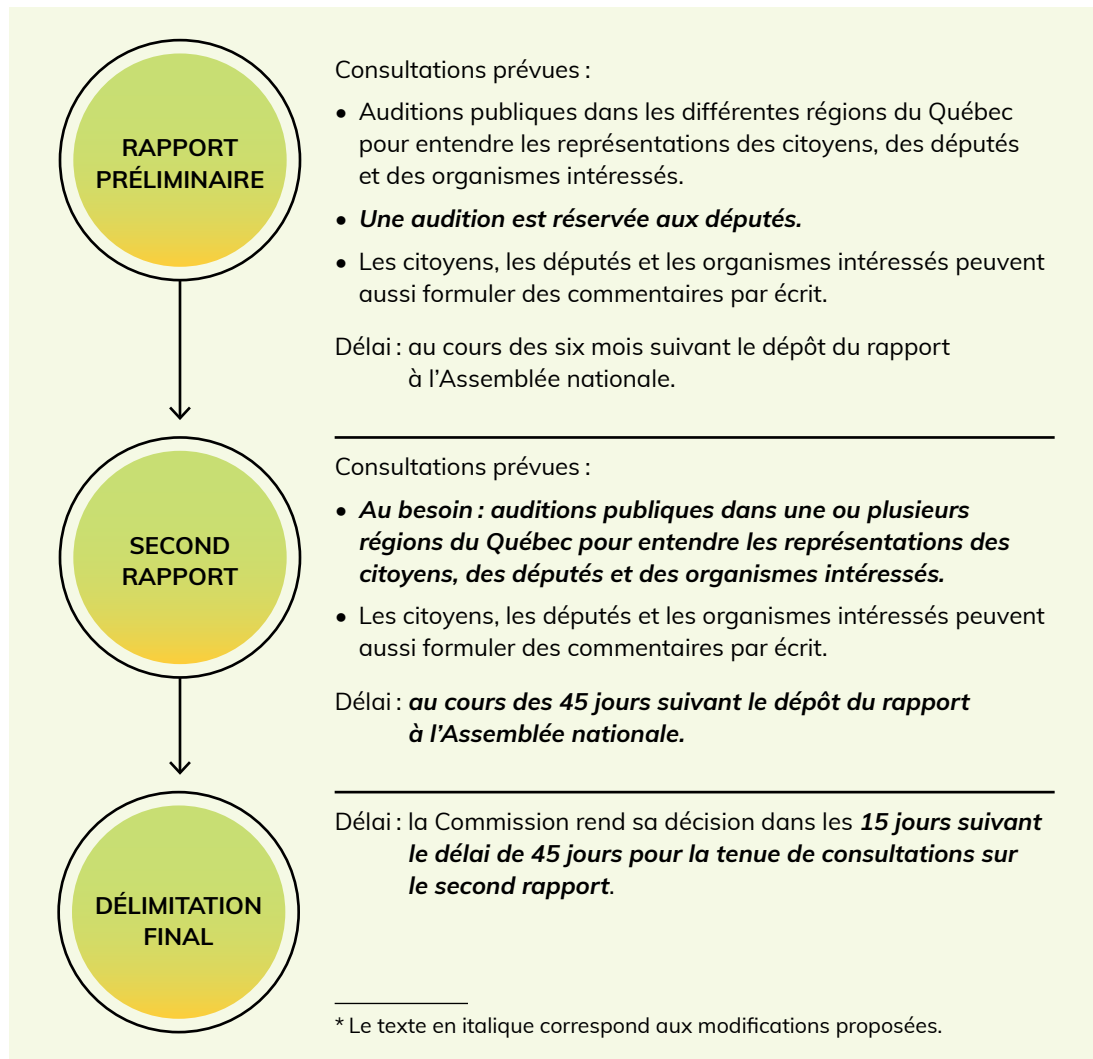 RAPPORT
PRÉLIMINAIRE
Consultations prévues :
• Auditions publiques dans les différentes régions du Québec
pour entendre les représentations des citoyens, des députés
et des organismes intéressés.
• Une audition est réservée aux députés.
• Les citoyens, les députés et les organismes intéressés peuvent
aussi formuler des commentaires par écrit.
Délai : au cours des six mois suivant le dépôt du rapport
à l’Assemblée nationale.
SECOND
RAPPORT
Consultations prévues :
• Au besoin : auditions publiques dans une ou plusieurs
régions du Québec pour entendre les représentations des
citoyens, des députés et des organismes intéressés.
• Les citoyens, les députés et les organismes intéressés peuvent
aussi formuler des commentaires par écrit.
Délai : au cours des 45 jours suivant le dépôt du rapport
à l’Assemblée nationale.
DÉLIMITATION
FINAL
Délai : la Commission rend sa décision dans les 15 jours suivant
le délai de 45 jours pour la tenue de consultations sur
le second rapport.
* Le texte en italique correspond aux modifications proposées.